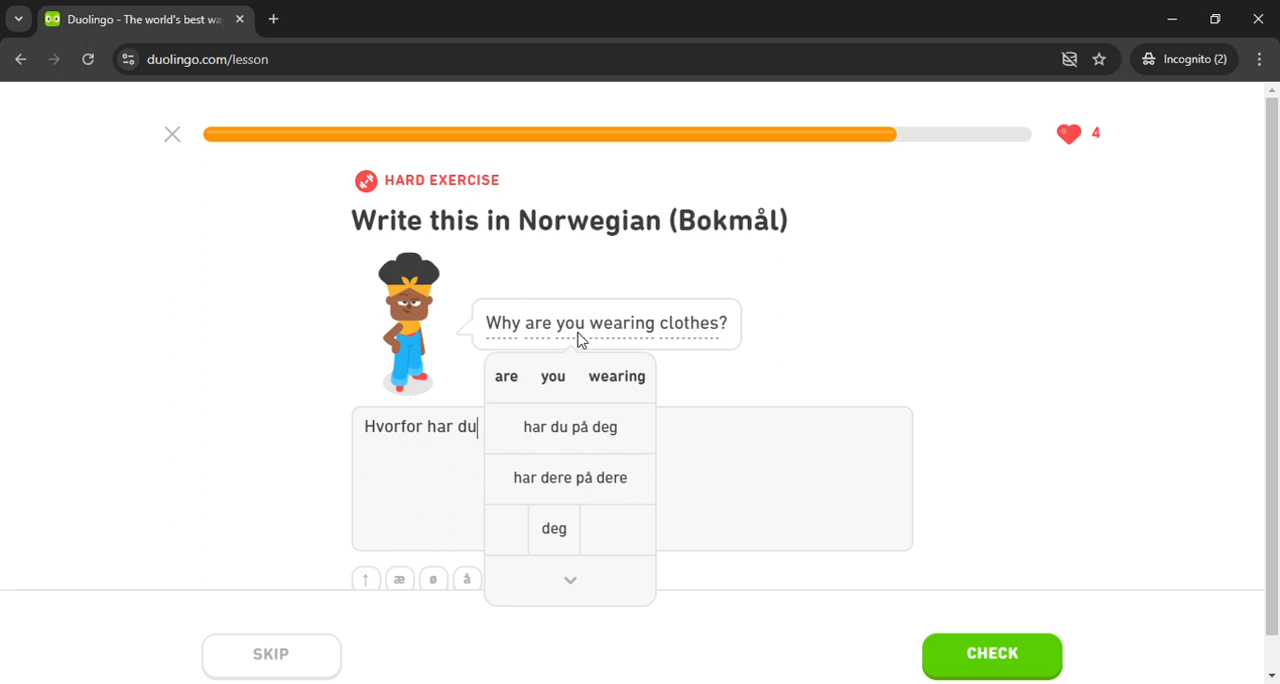 Duolingo - The world's best wa
duolingo.com/lesson
Incognito (2)
4
HARD EXERCISE
Write this in Norwegian (Bokmål)
Why are you wearing clothes?
are you wearing
har du på deg
har dere på dere
deg
Hvorfor har du
↑ æ ø å
SKIP
CHECK